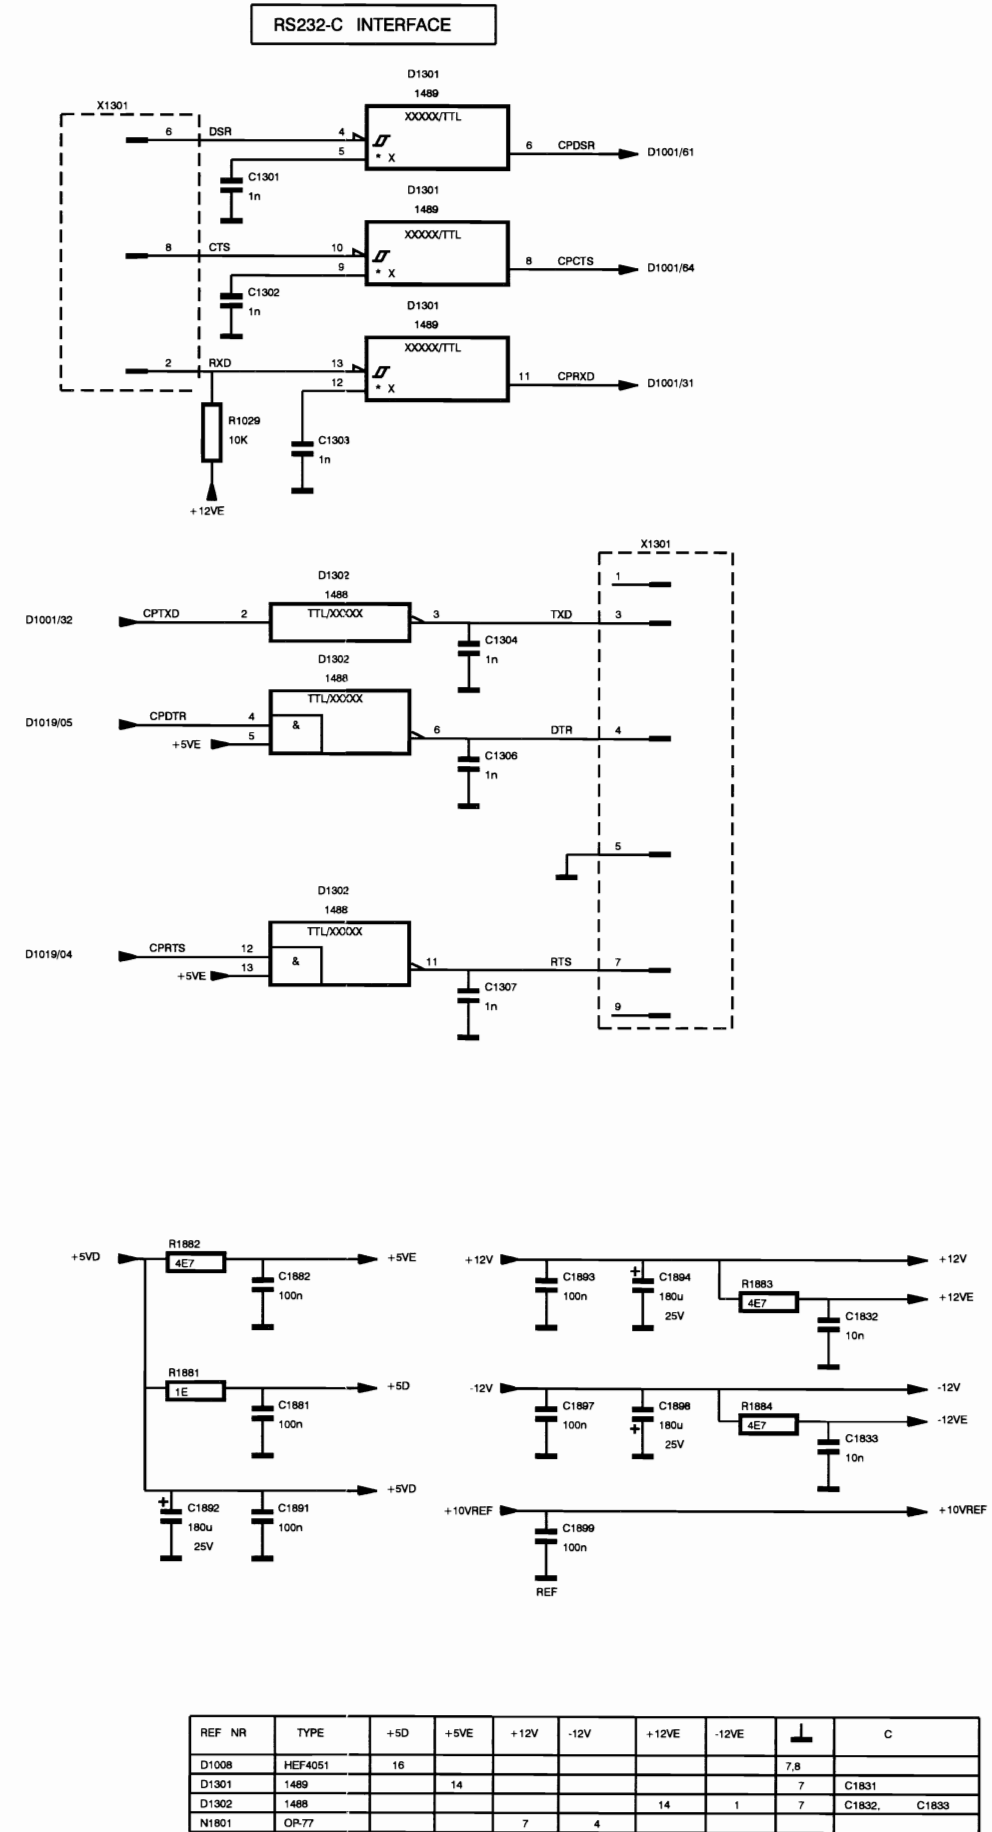 RS232-C INTERFACE
D1301
1489
X1301
XXXXX/TTL
6 DSR 4
5 * X
6 CPDSR D1001/61
C1301
1n
D1301
1489
XXXXX/TTL
8 CTS 10
9 * X
8 CPCTS D1001/64
C1302
1n
D1301
1489
XXXXX/TTL
2 RXD 13
12 * X
11 CPRXD D1001/31
R1029
10K
C1303
1n
+12VE
X1301
D1302
1
1488
D1001/32 CPTXD 2 TTL/XXXXX 3 TXD 3
C1304
1n
D1302
1488
TTL/XXXXX
D1019/05 CPDTR 4 & 6 DTR 4
+5VE 5
C1306
1n
5
D1302
1488
TTL/XXXXX
D1019/04 CPRTS 12 & 11 RTS 7
+5VE 13
C1307
1n
9
R1882
+5VD 4E7 +5VE
C1882
100n
+12V +12V
C1893
100n
+ C1894
180u
25V
R1883
4E7 +12VE
C1832
10n
R1881
1E +5D
C1881
100n
-12V -12V
C1897
100n
C1898
180u
+
25V
R1884
4E7 -12VE
C1833
10n
+5VD
+ C1892
180u
25V
C1891
100n
+10VREF +10VREF
C1899
100n
REF
REF NR TYPE +5D +5VE +12V -12V +12VE -12VE C
D1008 HEF4051 16 7,8
D1301 1489 14 7 C1831
D1302 1488 14 1 7 C1832, C1833
N1801 OP-77 7 4